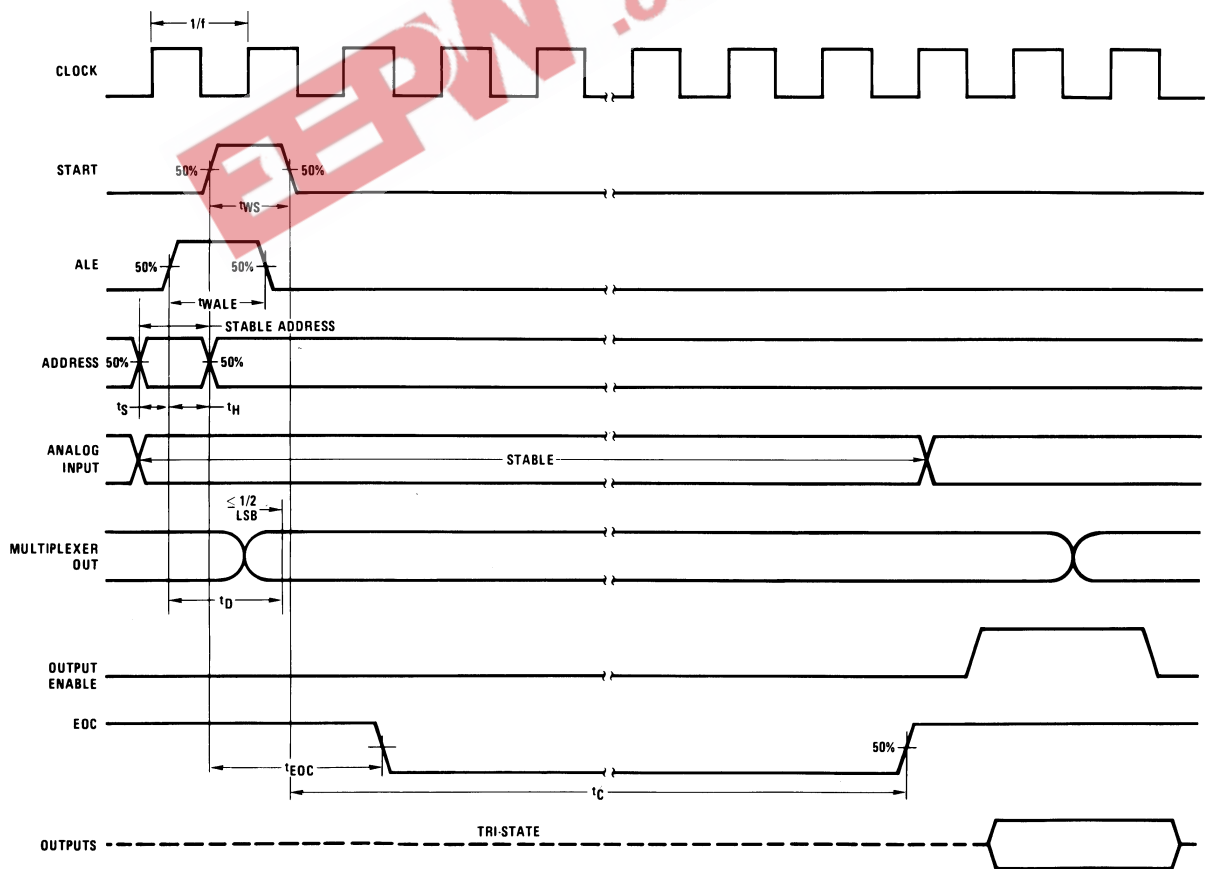 EEPW.c
1/f
CLOCK
START
50%
50%
tWS
ALE
50%
50%
tWALE
STABLE ADDRESS
ADDRESS 50%
50%
tS
tH
ANALOG
INPUT
STABLE
≤ 1/2
LSB
MULTIPLEXER
OUT
tD
OUTPUT
ENABLE
EOC
50%
tEOC
tC
TRI-STATE
OUTPUTS